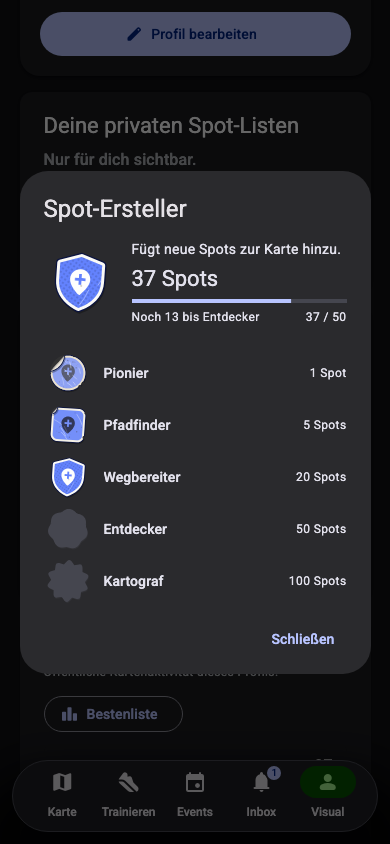 Profil bearbeiten
Deine privaten Spot-Listen
Nur für dich sichtbar.
Spot-Ersteller
Fügt neue Spots zur Karte hinzu.
37 Spots
Noch 13 bis Entdecker 37 / 50
Pionier 1 Spot
Pfadfinder 5 Spots
Wegbereiter 20 Spots
Entdecker 50 Spots
Kartograf 100 Spots
Schließen
Bestenliste
1
Karte Trainieren Events Inbox Visual